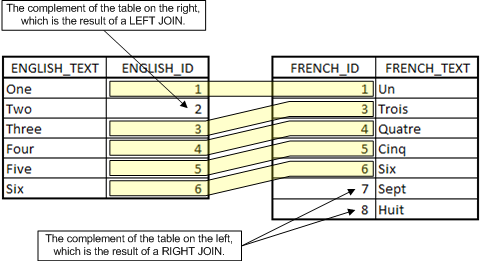 The complement of the table on the right,
which is the result of a LEFT JOIN.
ENGLISH_TEXT ENGLISH_ID FRENCH_ID FRENCH_TEXT
One 1 1 Un
Two 2 3 Trois
Three 3 4 Quatre
Four 4 5 Cinq
Five 5 6 Six
Six 6 7 Sept
8 Huit
The complement of the table on the left,
which is the result of a RIGHT JOIN.